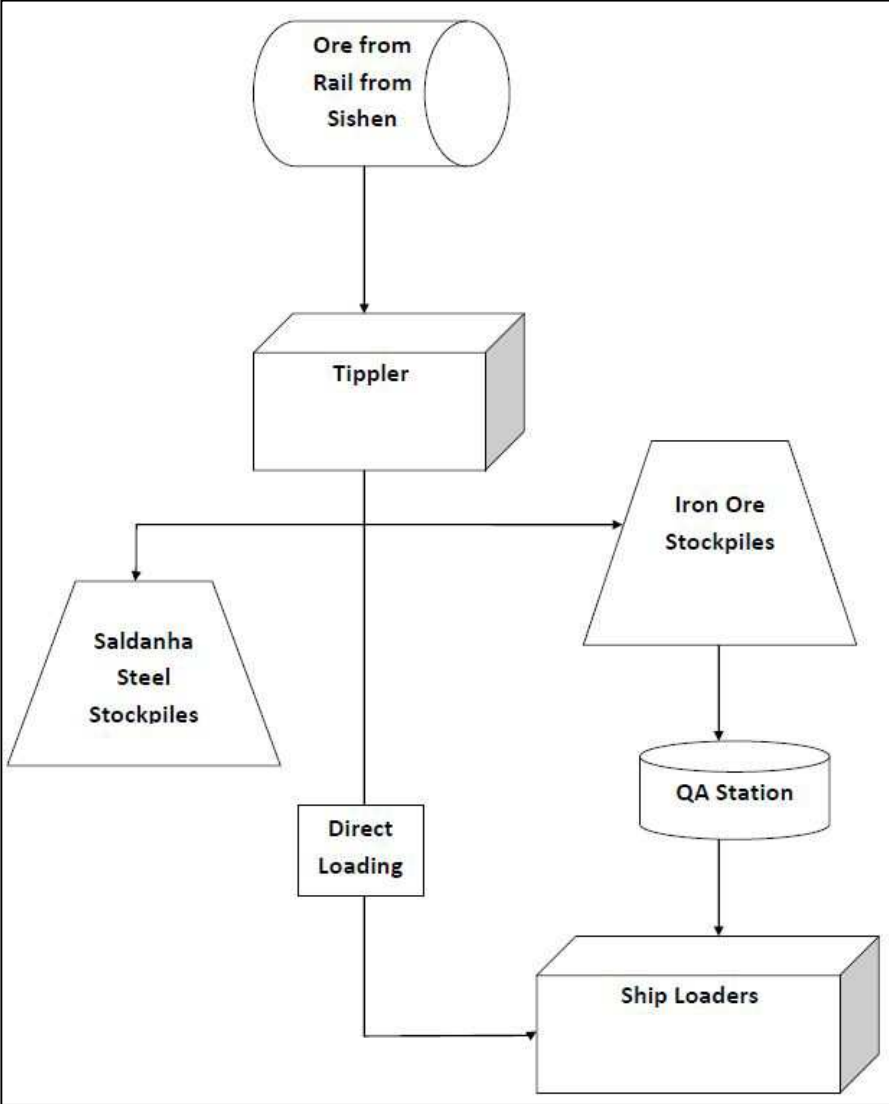 Ore from
Rail from
Sishen
Tippler
Iron Ore
Stockpiles
Saldanha
Steel
Stockpiles
QA Station
Direct
Loading
Ship Loaders